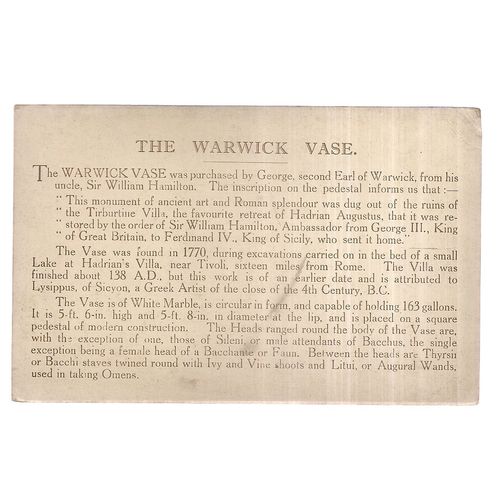 THE WARWICK VASE.
The WARWICK VASE was purchased by George, second Earl of Warwick, from his
uncle, Sir William Hamilton. The inscription on the pedestal informs us that :—
" This monument of ancient art and Roman splendour was dug out of the ruins of
" the Tirburtine Villa, the favourite retreat of Hadrian Augustus, that it was re-
" stored by the order of Sir William Hamilton, Ambassador from George III., King
" of Great Britain, to Ferdinand IV., King of Sicily, who sent it home."
The Vase was found in 1770, during excavations carried on in the bed of a small
Lake at Hadrian's Villa, near Tivoli, sixteen miles from Rome. The Villa was
finished about 138 A.D., but this work is of an earlier date and is attributed to
Lysippus, of Sicyon, a Greek Artist of the close of the 4th Century, B.C.
The Vase is of White Marble, is circular in form, and capable of holding 163 gallons.
It is 5-ft. 6-in. high and 5-ft. 8-in. in diameter at the lip, and is placed on a square
pedestal of modern construction. The Heads ranged round the body of the Vase are,
with the exception of one, those of Sileni, or male attendants of Bacchus, the single
exception being a female head of a Bacchante or Faun. Between the heads are Thyrsii
or Bacchi staves twined round with Ivy and Vine shoots and Litui, or Augural Wands,
used in taking Omens.